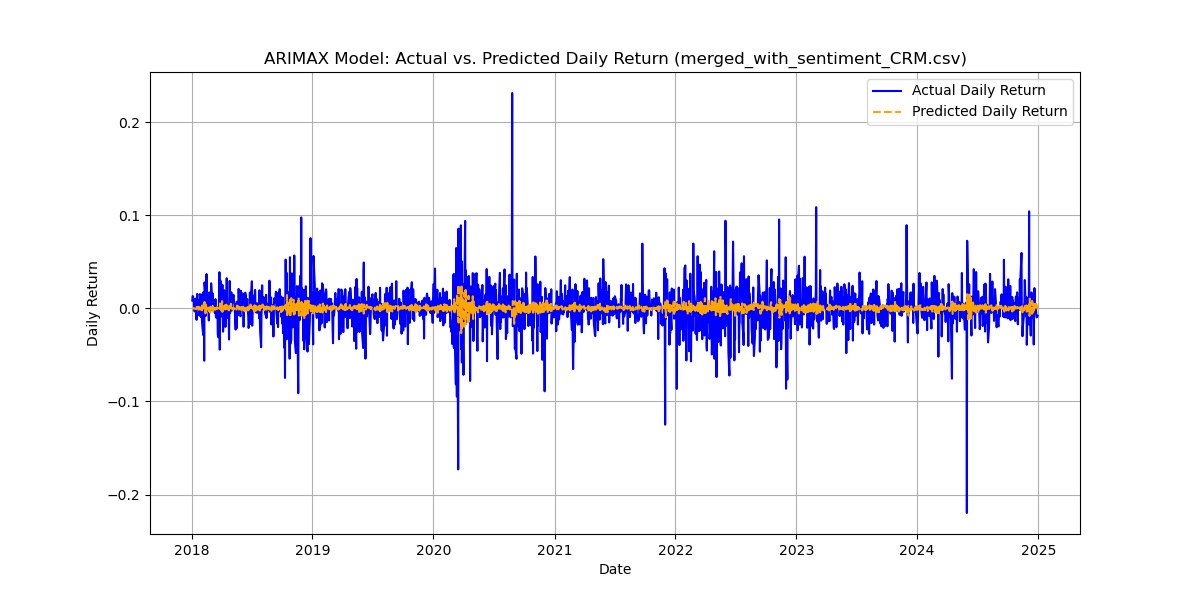 ARIMAX Model: Actual vs. Predicted Daily Return (merged_with_sentiment_CRM.csv)
Actual Daily Return
Predicted Daily Return
Daily Return
0.2
0.1
0.0
−0.1
−0.2
2018
2019
2020
2021
2022
2023
2024
2025
Date